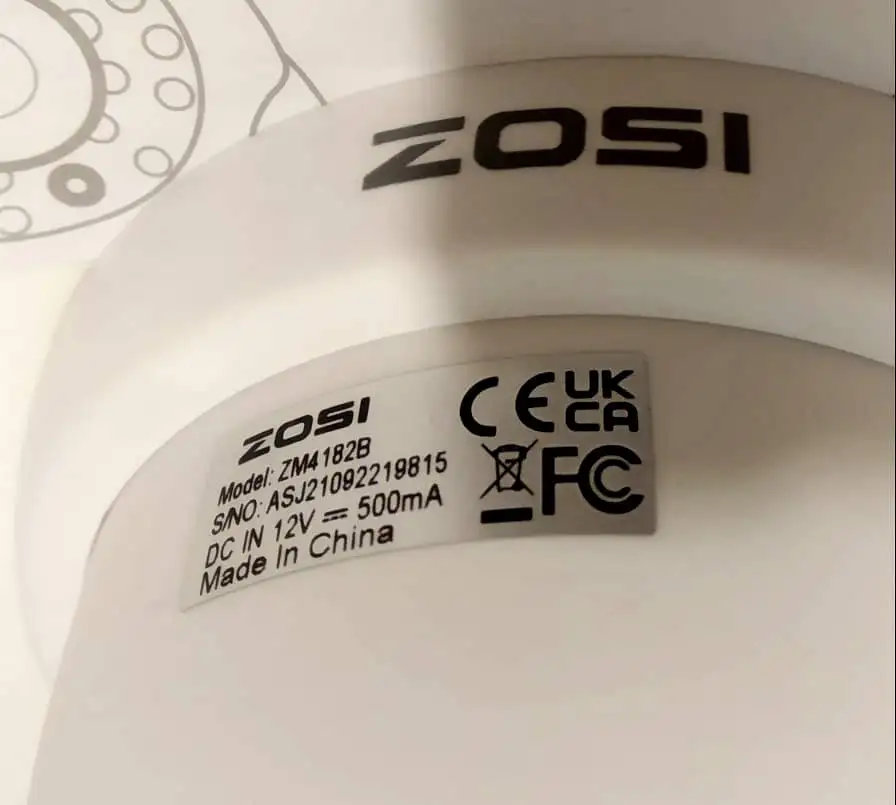 ZOSI
ZOSI
Model: ZM4182B
S/NO: ASJ21092219815
DC IN 12V ⎓ 500mA
Made In China
CE UK
CA
FC